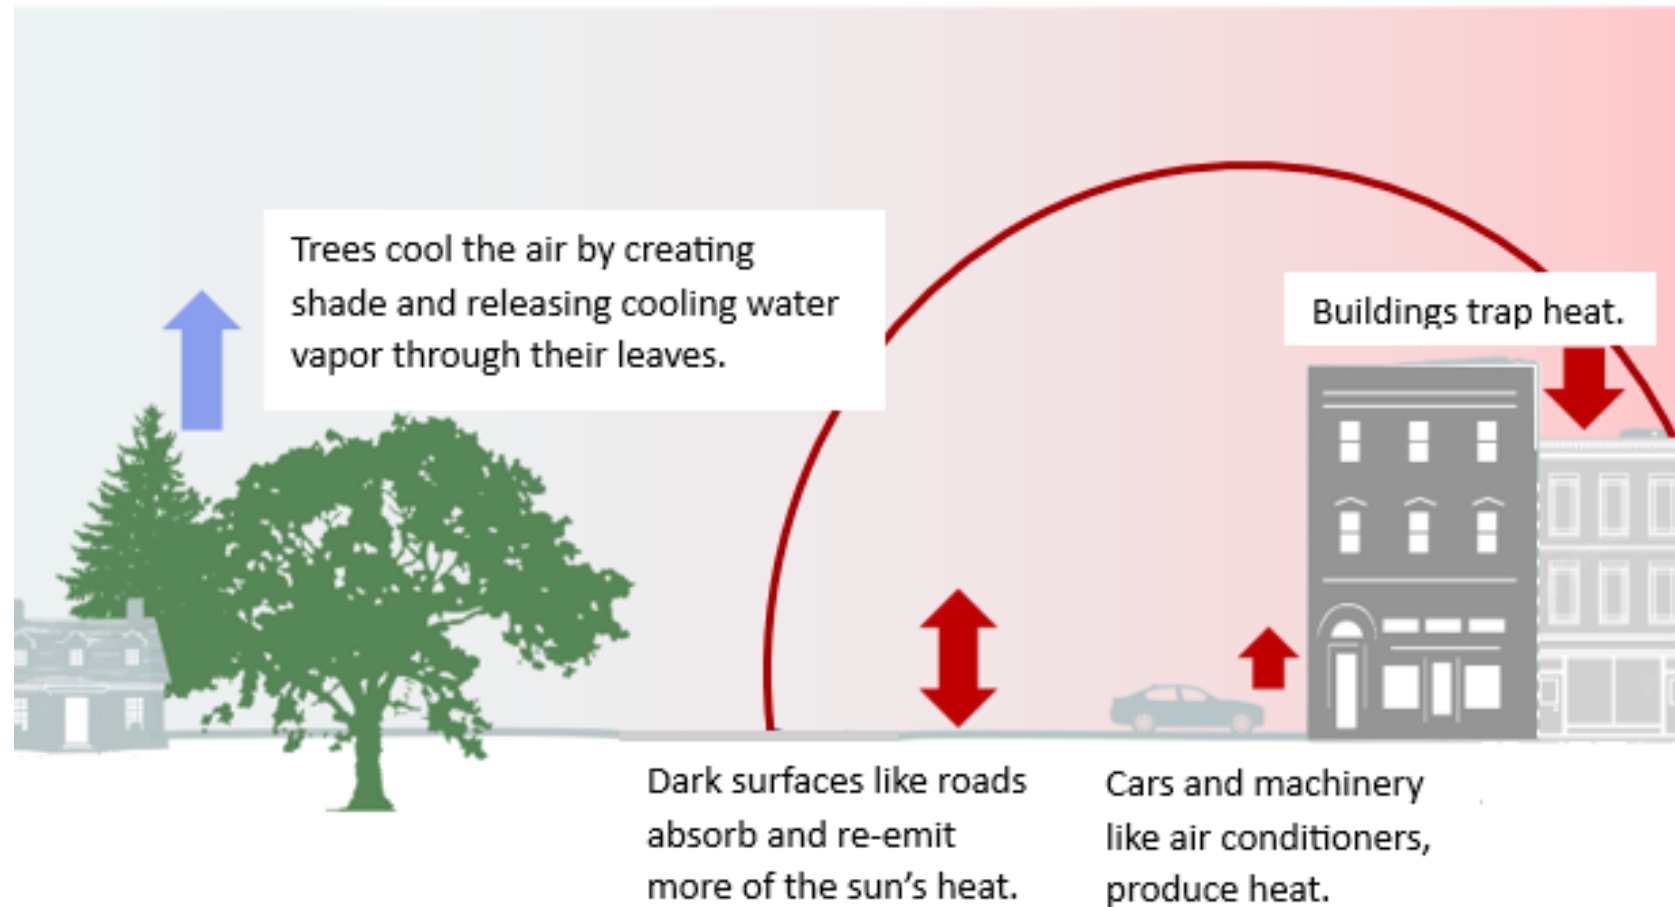 Trees cool the air by creating
shade and releasing cooling water
vapor through their leaves.
Buildings trap heat.
Dark surfaces like roads
absorb and re-emit
more of the sun's heat.
Cars and machinery
like air conditioners,
produce heat.